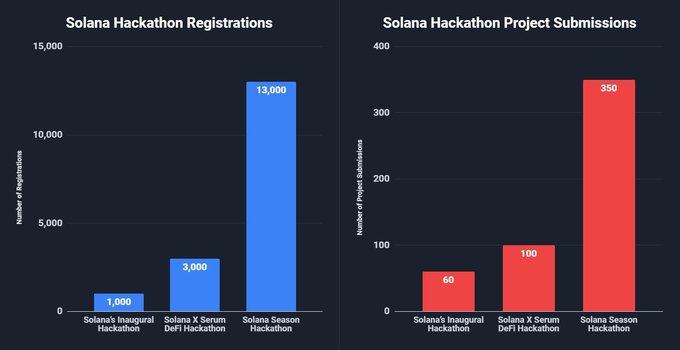 Solana Hackathon Registrations
15,000
10,000
5,000
0
Number of Registrations
1,000
3,000
13,000
Solana's Inaugural
Hackathon
Solana X Serum
DeFi Hackathon
Solana Season
Hackathon
Solana Hackathon Project Submissions
400
300
200
100
0
Number of Project Submissions
60
100
350
Solana's Inaugural
Hackathon
Solana X Serum
DeFi Hackathon
Solana Season
Hackathon